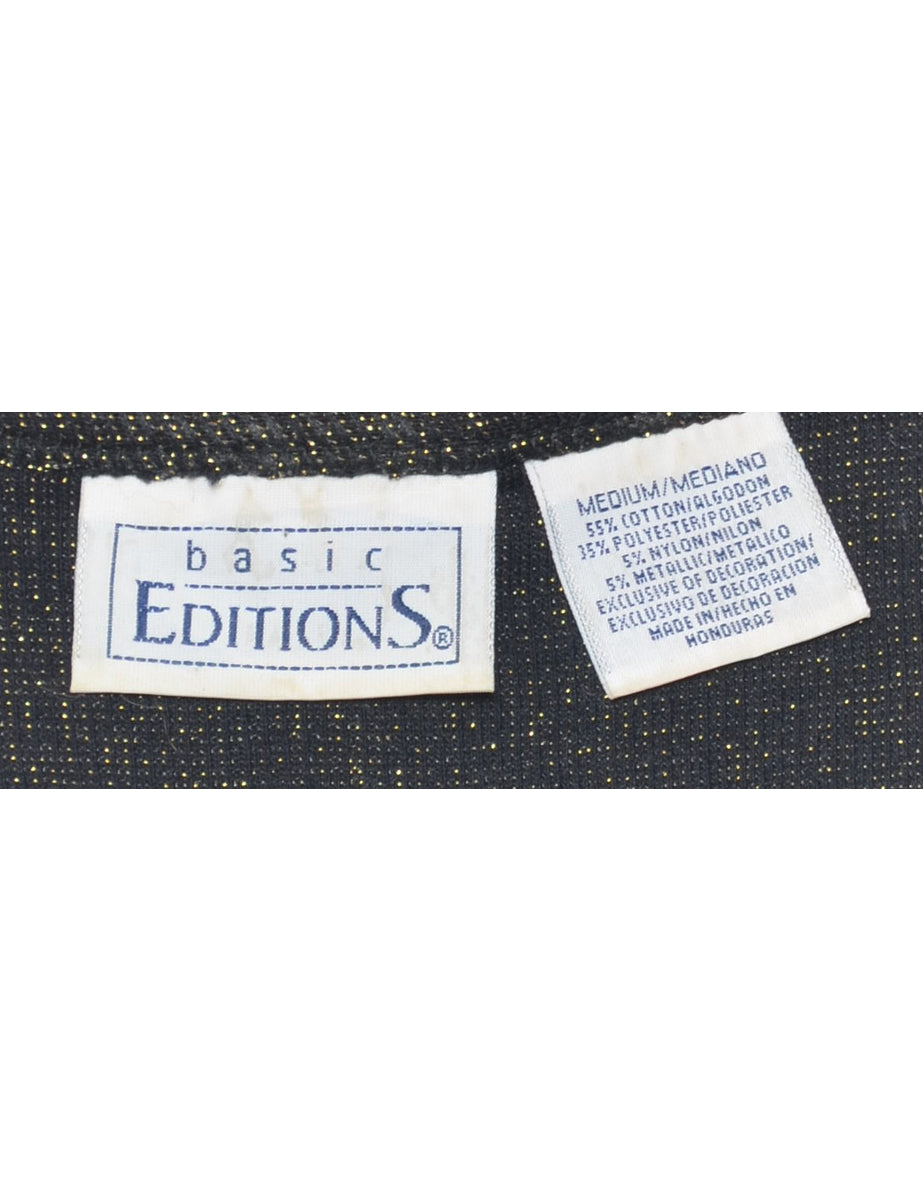 basic
EDITIONS®
MEDIUM/MEDIANO
55% COTTON/ALGODON
35% POLYESTER/POLIESTER
5% NYLON/NILON
5% METALLIC/METALICO
EXCLUSIVE OF DECORATION/
EXCLUSIVO DE DECORACION
MADE IN/HECHO EN
HONDURAS